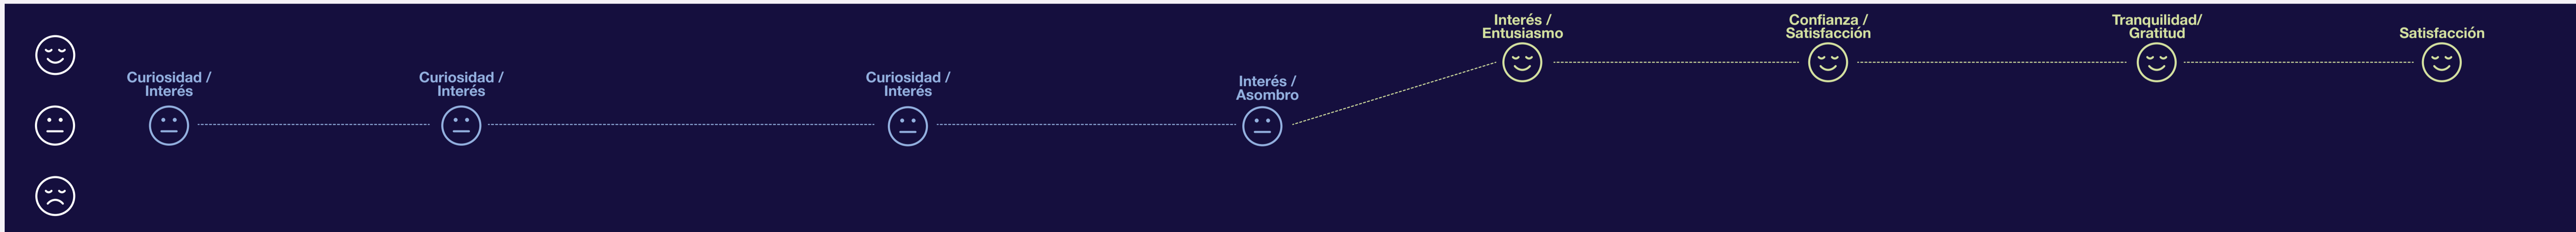 Curiosidad /
Interés
Curiosidad /
Interés
Curiosidad /
Interés
Interés /
Asombro
Interés /
Entusiasmo
Confianza /
Satisfacción
Tranquilidad/
Gratitud
Satisfacción